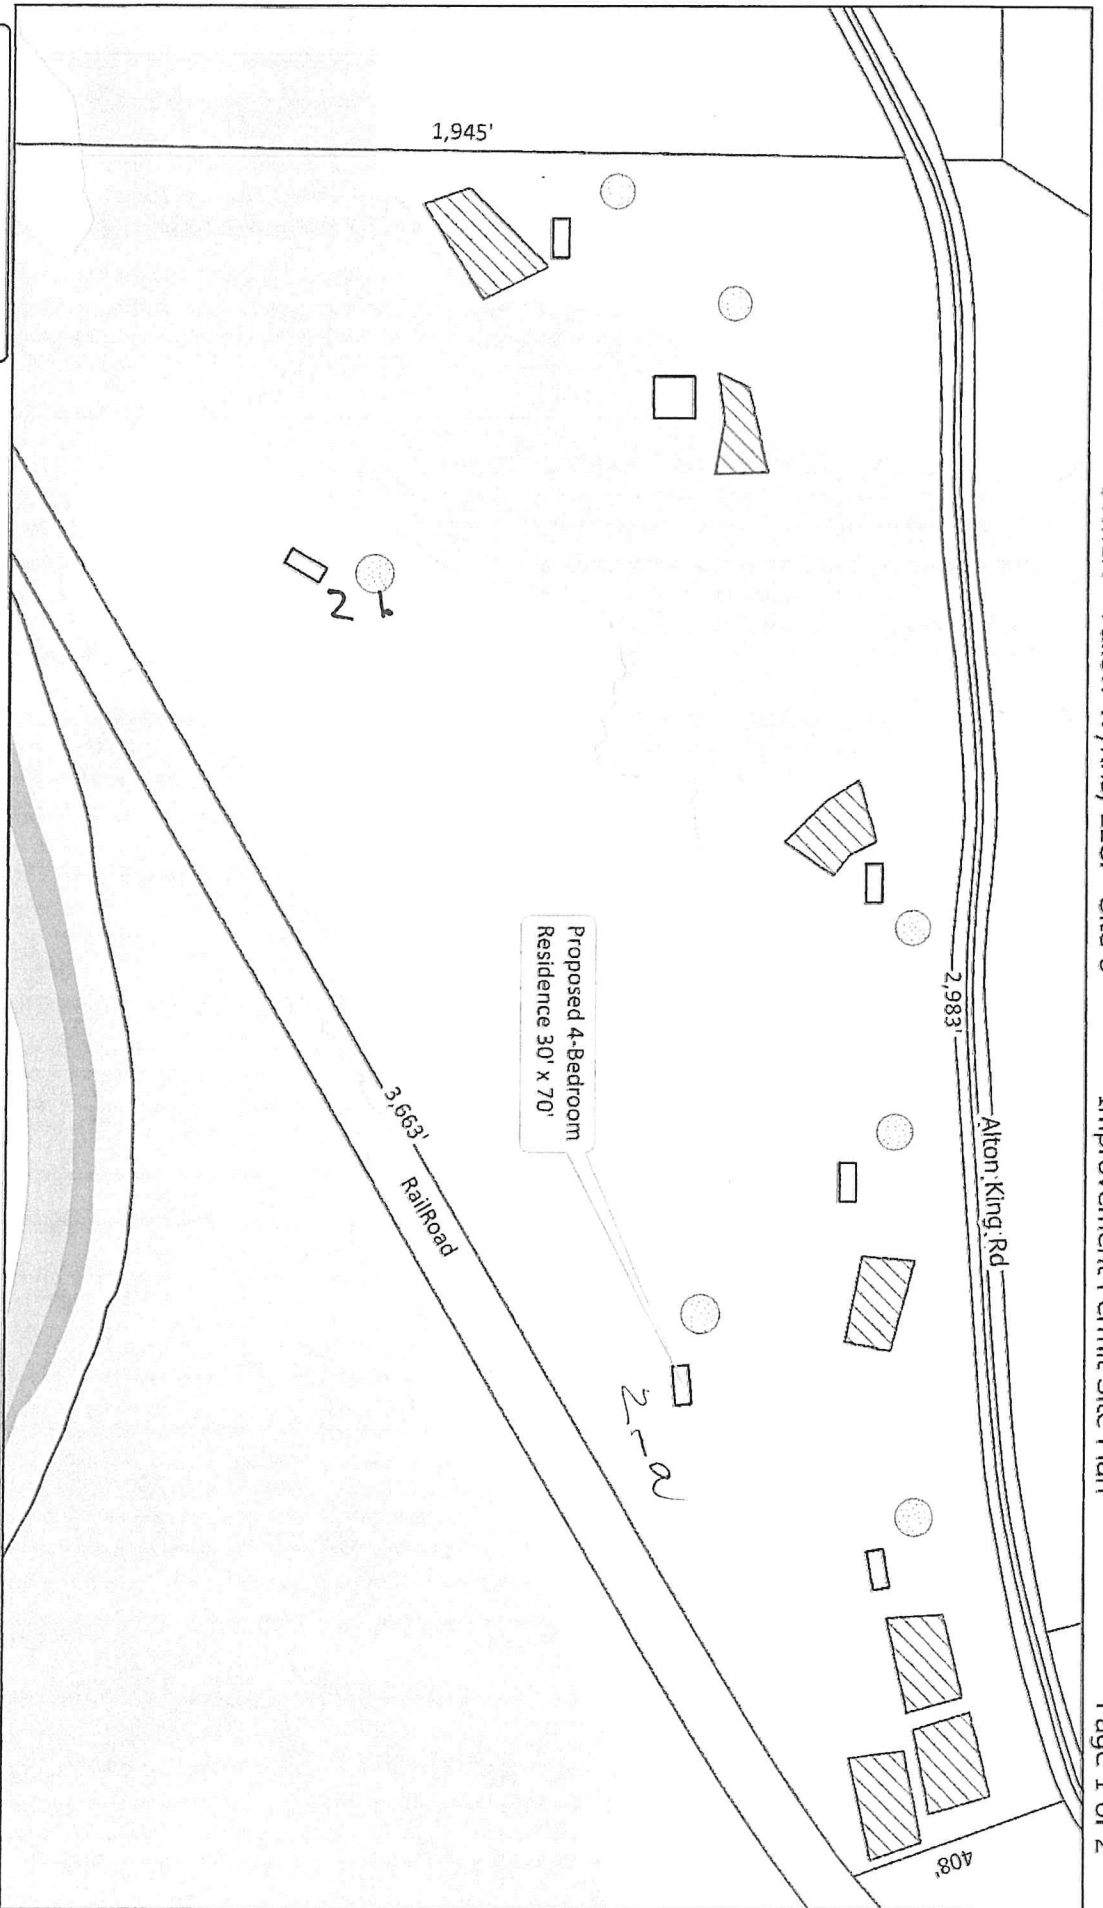 Improvement Permit Site Plan
Page 1 of 2
Alton King Rd
2,983'
1,945'
408'
Proposed 4-Bedroom
Residence 30' x 70'
3,663'
RailRoad
2
2-a